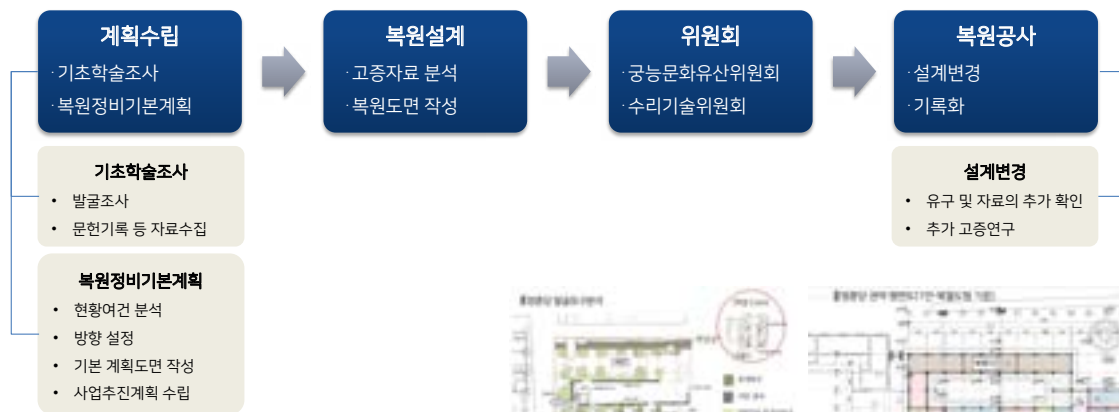 계획수립
·기초학술조사
·복원정비기본계획
복원설계
·고증자료 분석
·복원도면 작성
위원회
·궁능문화유산위원회
·수리기술위원회
복원공사
·설계변경
·기록화
기초학술조사
• 발굴조사
• 문헌기록 등 자료수집
설계변경
• 유구 및 자료의 추가 확인
• 추가 고증연구
복원정비기본계획
• 현황여건 분석
• 방향 설정
• 기본 계획도면 작성
• 사업추진계획 수립